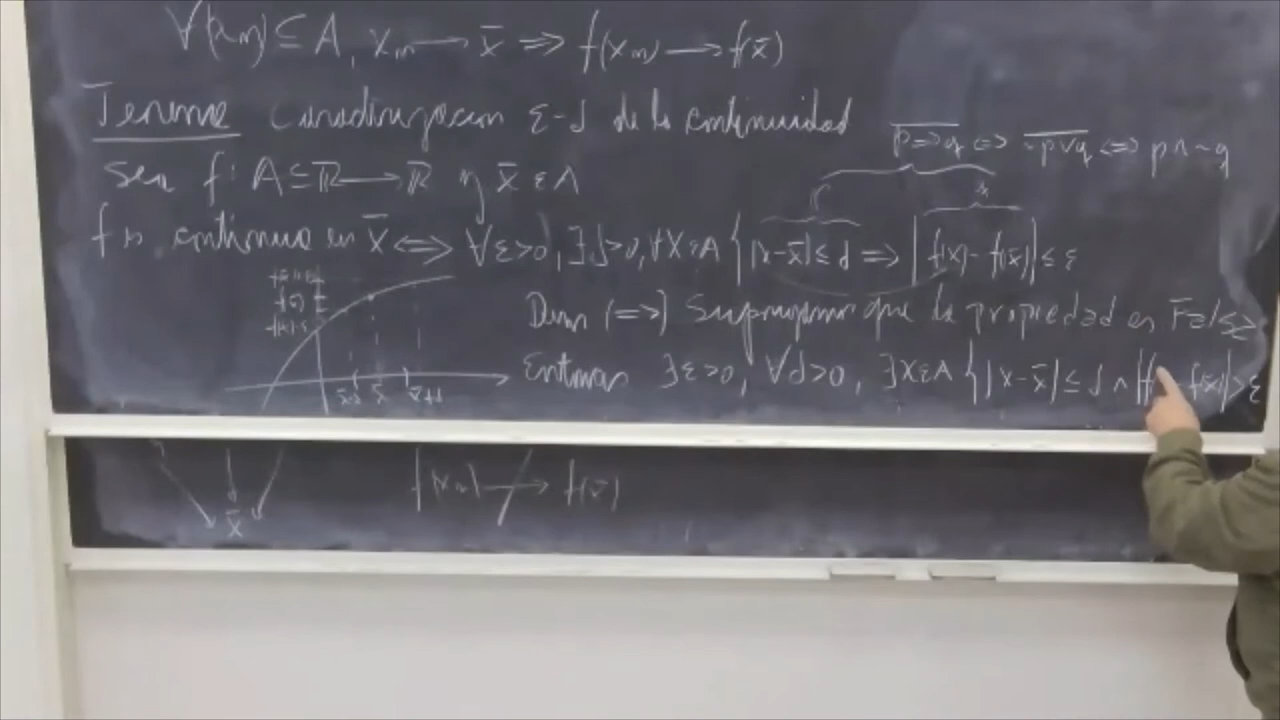 ∀(xₙ) ⊆ A, xₙ → x̄ ⇒ f(xₙ) → f(x̄)
Teorema Caracterizacion ε-δ de la continuidad
p⇒q ⇔ ~p∨q ⇔ p∧~q
Sea f: A⊆ℝ → ℝ y x̄ ∈ A
f es continua en x̄ ⇔ ∀ε>0, ∃δ>0, ∀x∈A { |x-x̄| ≤ δ ⇒ |f(x) - f(x̄)| ≤ ε
Dem (⇒) Supongamos que la propiedad es Falsa
Entonces ∃ε>0, ∀δ>0, ∃x∈A { |x-x̄| ≤ δ ∧ |f(x) - f(x̄)| > ε
x̄-δ x̄ x̄+δ
x̄ f(xₙ) ↛ f(x̄)